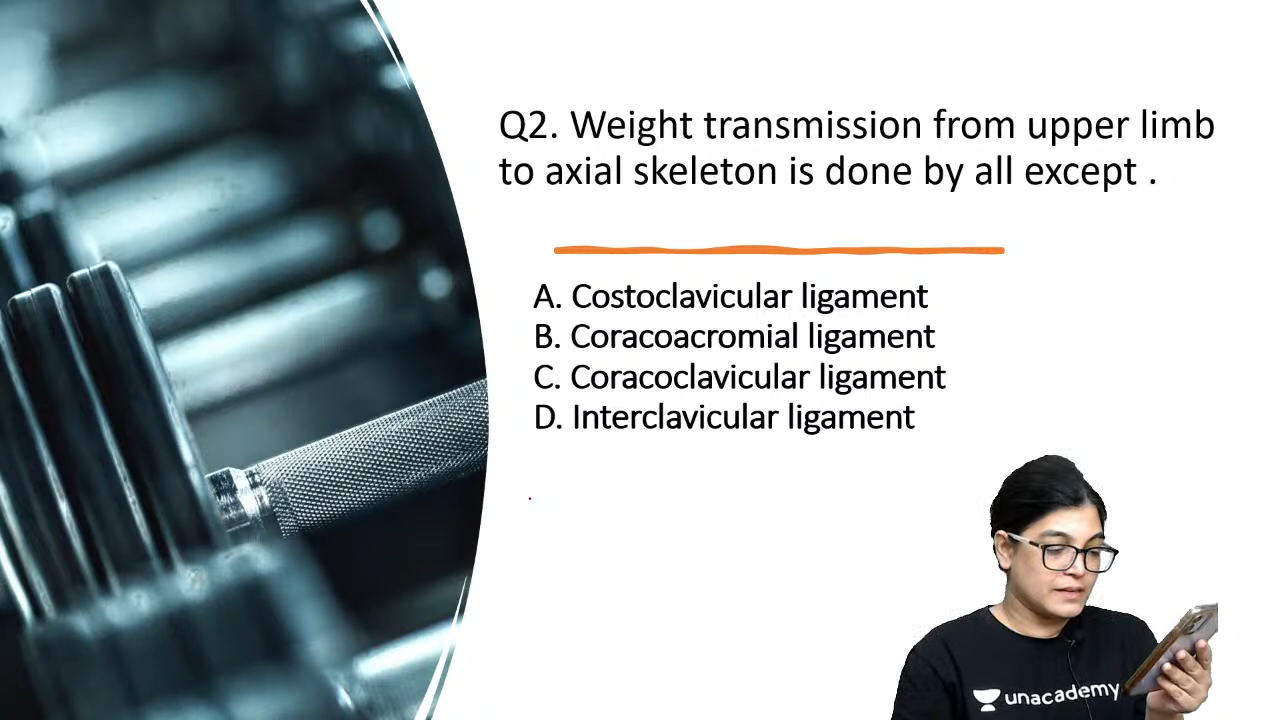 Q2. Weight transmission from upper limb
to axial skeleton is done by all except .
A. Costoclavicular ligament
B. Coracoacromial ligament
C. Coracoclavicular ligament
D. Interclavicular ligament
unacademy